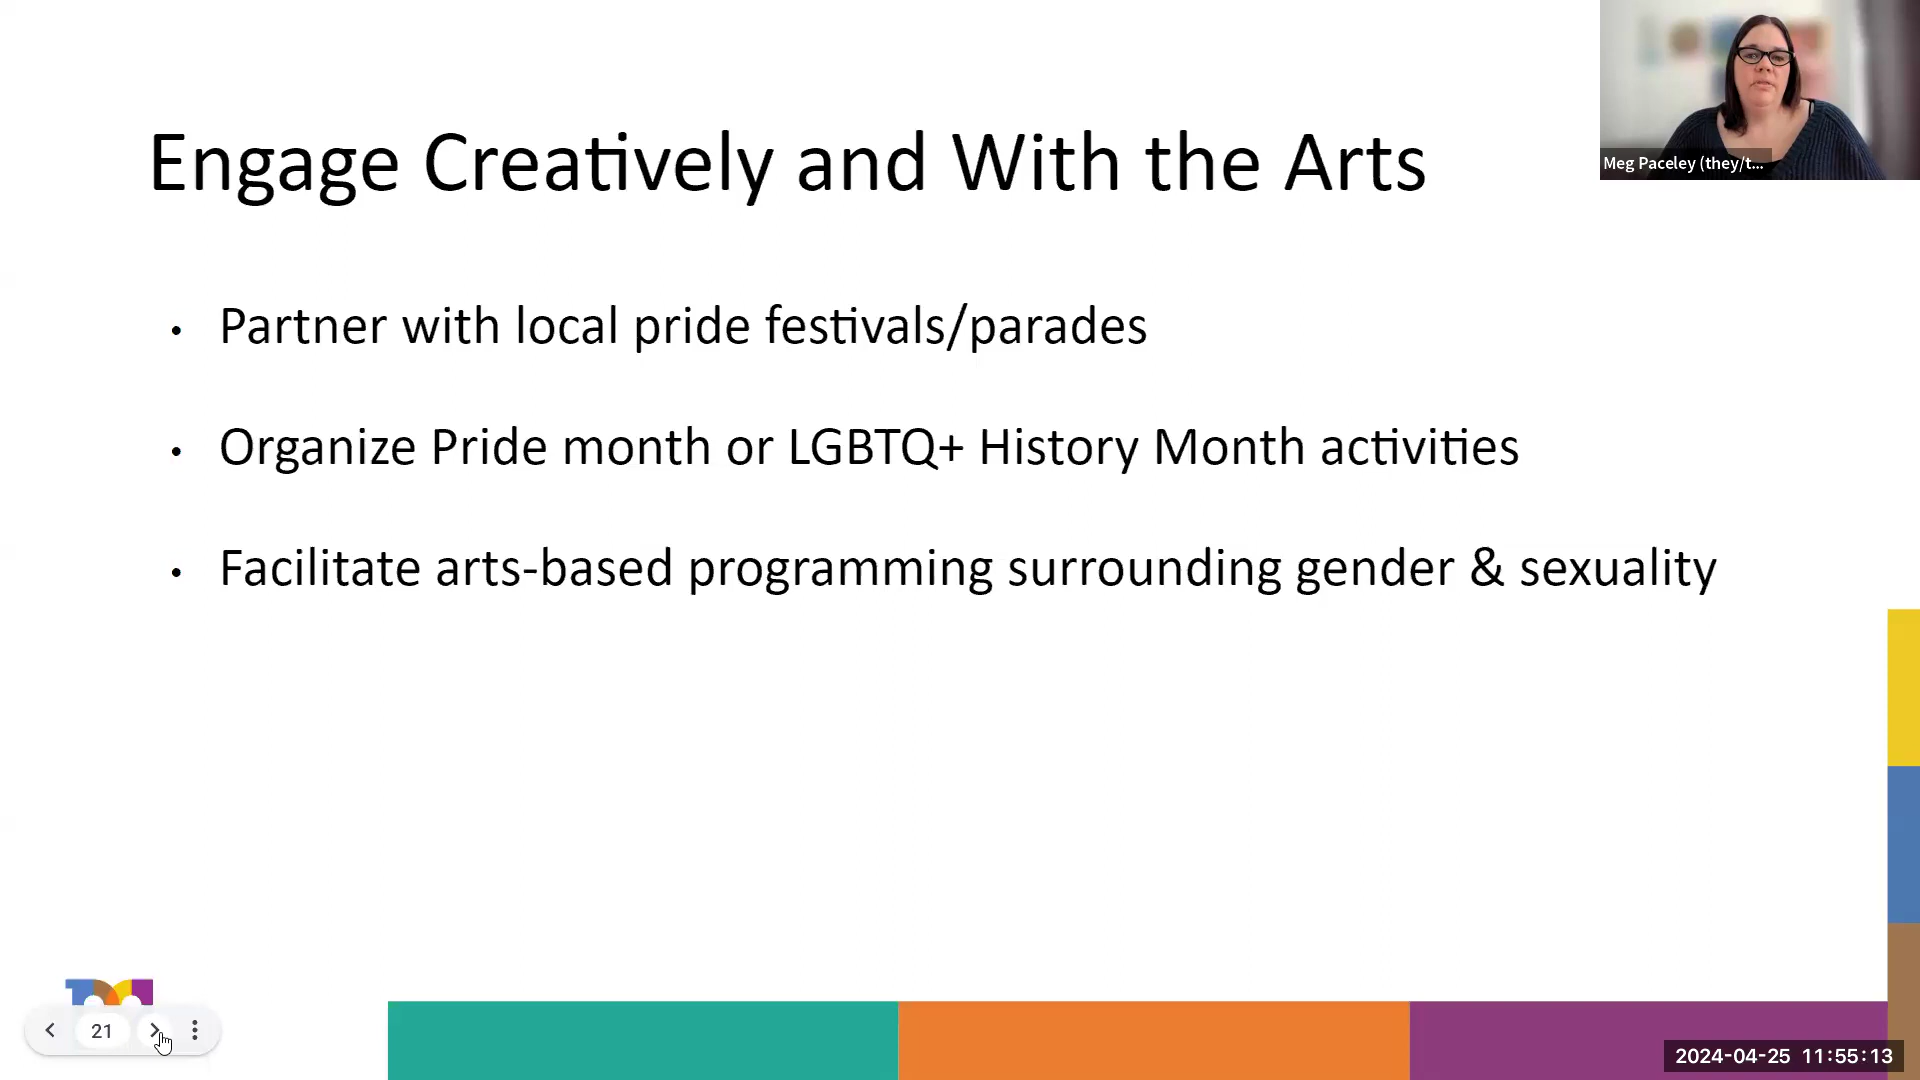 Engage Creatively and With the Arts
Meg Paceley (they/t...
• Partner with local pride festivals/parades
• Organize Pride month or LGBTQ+ History Month activities
• Facilitate arts-based programming surrounding gender & sexuality
21
2024-04-25 11:55:13